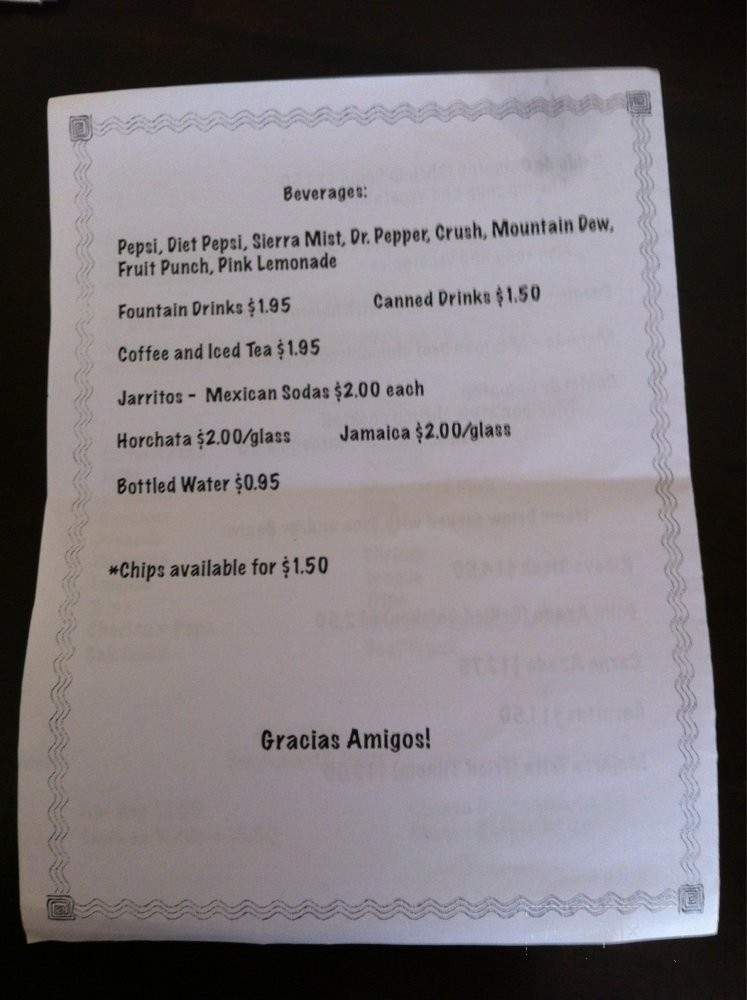 Beverages:
Pepsi, Diet Pepsi, Sierra Mist, Dr. Pepper, Crush, Mountain Dew,
Fruit Punch, Pink Lemonade
Fountain Drinks $1.95 Canned Drinks $1.50
Coffee and Iced Tea $1.95
Jarritos - Mexican Sodas $2.00 each
Horchata $2.00/glass Jamaica $2.00/glass
Bottled Water $0.95
*Chips available for $1.50
Gracias Amigos!